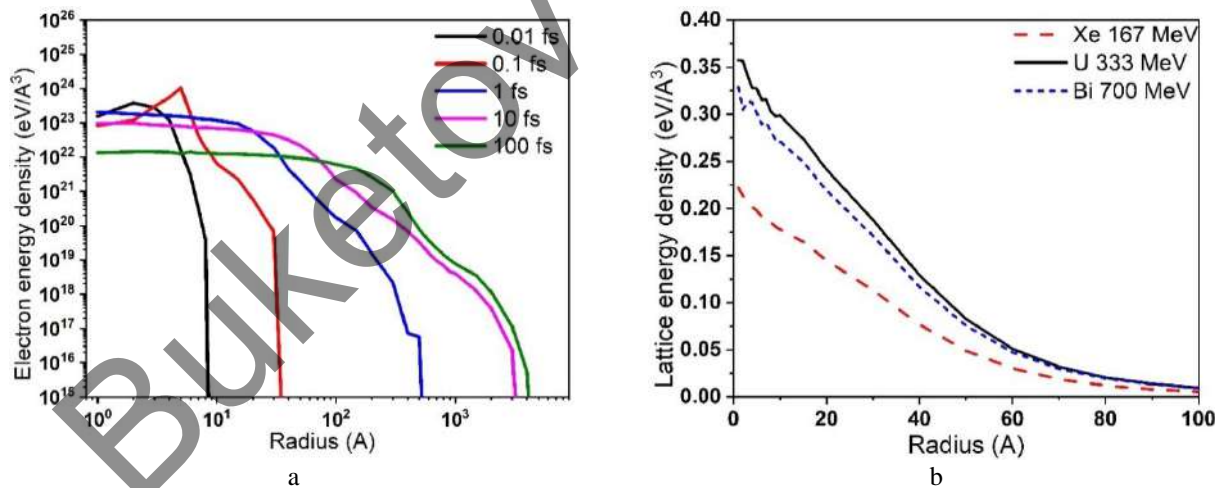 10^26
10^25
10^24
10^23
10^22
10^21
10^20
10^19
10^18
10^17
10^16
10^15
Electron energy density (eV/A^3)
0.01 fs
0.1 fs
1 fs
10 fs
100 fs
10^0 10^1 10^2 10^3
Radius (A)
a
0.40
0.35
0.30
0.25
0.20
0.15
0.10
0.05
0.00
Lattice energy density (eV/A^3)
Xe 167 MeV
U 333 MeV
Bi 700 MeV
0 20 40 60 80 100
Radius (A)
b
Buketov